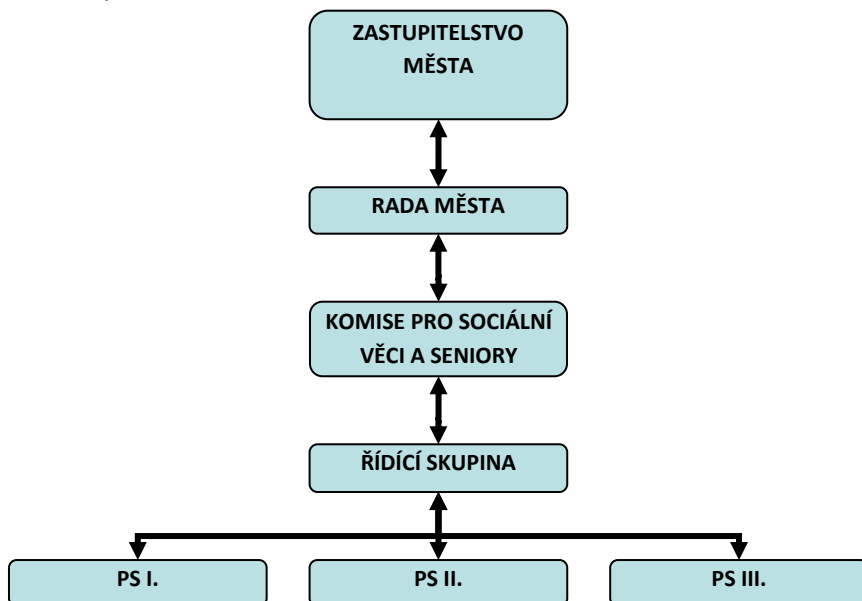 ZASTUPITELSTVO
MĚSTA
RADA MĚSTA
KOMISE PRO SOCIÁLNÍ
VĚCI A SENIORY
ŘÍDÍCÍ SKUPINA
PS I.
PS II.
PS III.